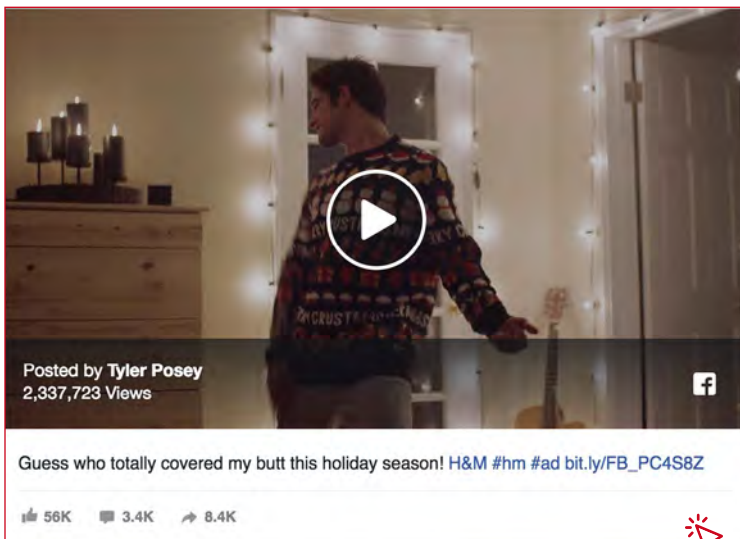 Posted by Tyler Posey
2,337,723 Views
Guess who totally covered my butt this holiday season! H&M #hm #ad bit.ly/FB_PC4S8Z
56K 3.4K 8.4K